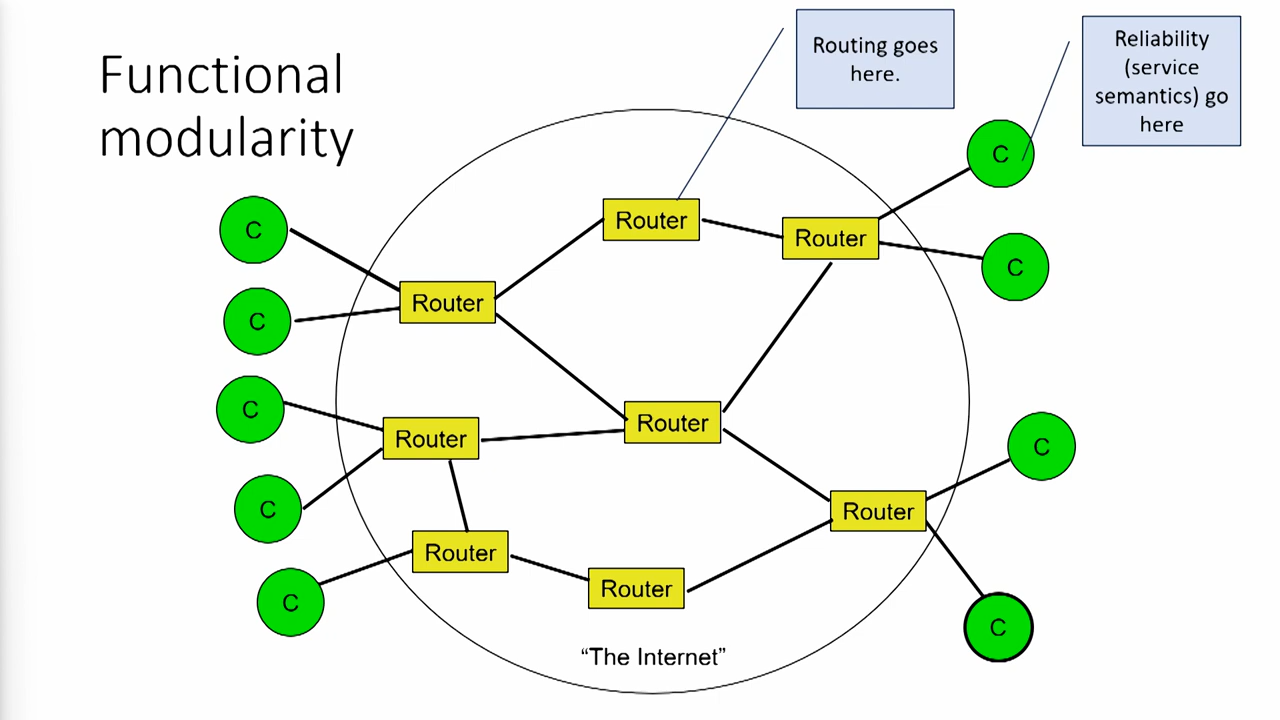 Functional
modularity
Routing goes
here.
Reliability
(service
semantics) go
here
C
C
C
C
C
Router
Router
Router
Router
Router
Router
Router
Router
C
C
C
C
“The Internet”